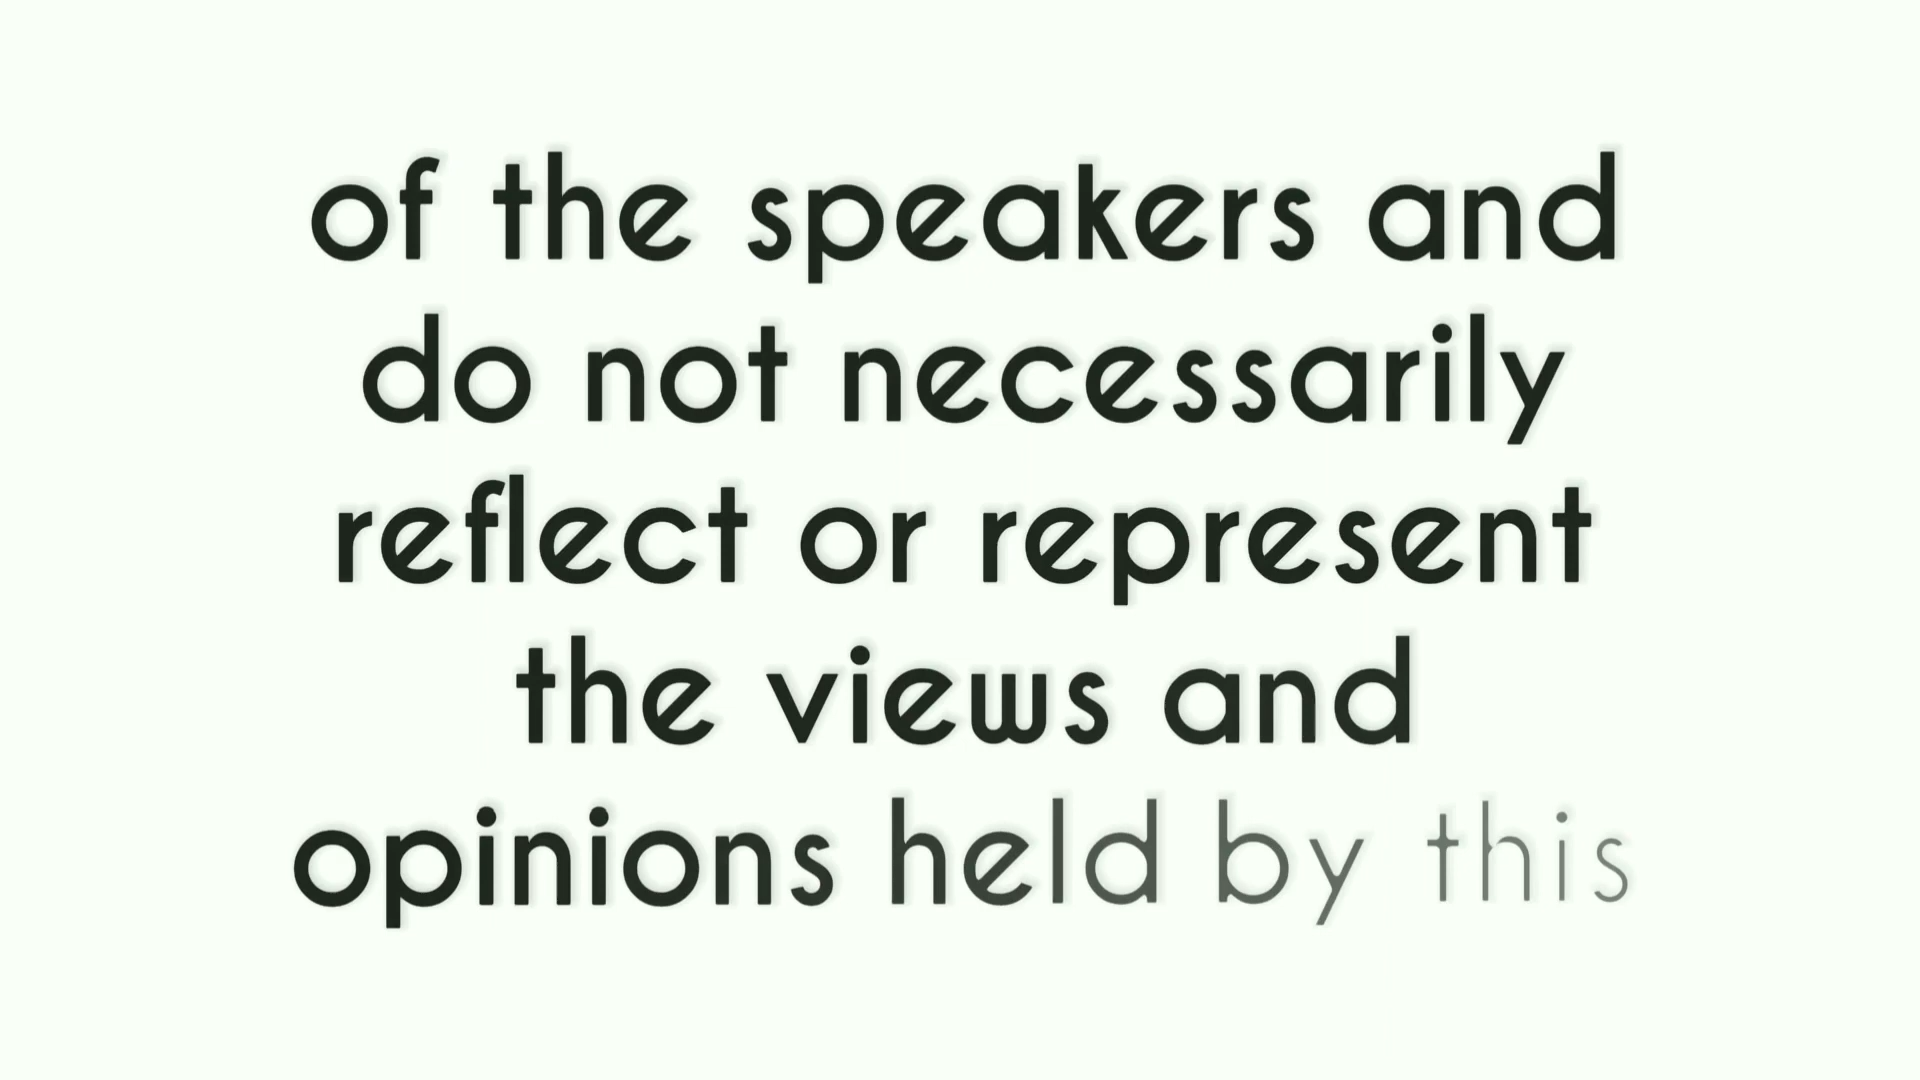 of the speakers and
do not necessarily
reflect or represent
the views and
opinions held by this